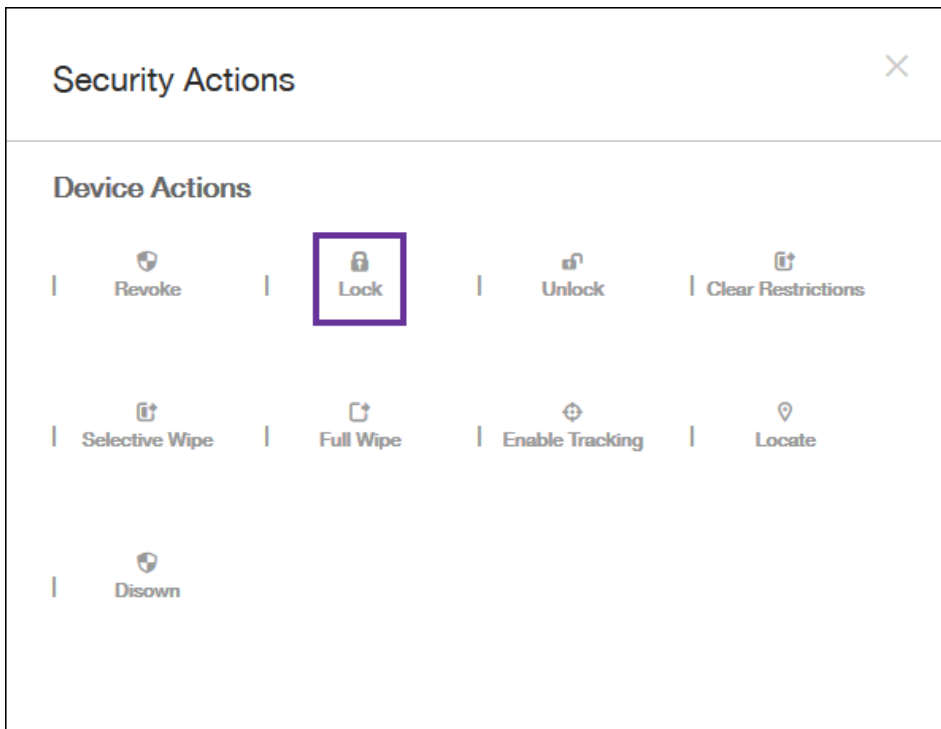 Security Actions
Device Actions
Revoke
Lock
Unlock
Clear Restrictions
Selective Wipe
Full Wipe
Enable Tracking
Locate
Disown